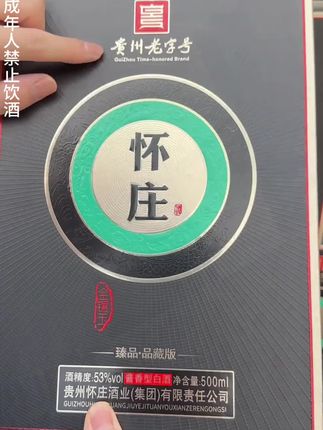 成年人禁止饮酒
贵州老字号
GuiZhou Time-honored Brand
怀庄
臻品·品藏版
酒精度:53%vol 酱香型白酒 净含量:500ml
贵州怀庄酒业(集团)有限责任公司
GUIZHOUHUAIZHUANGJIUYEJITUANYOUXIANZERENGONGSI